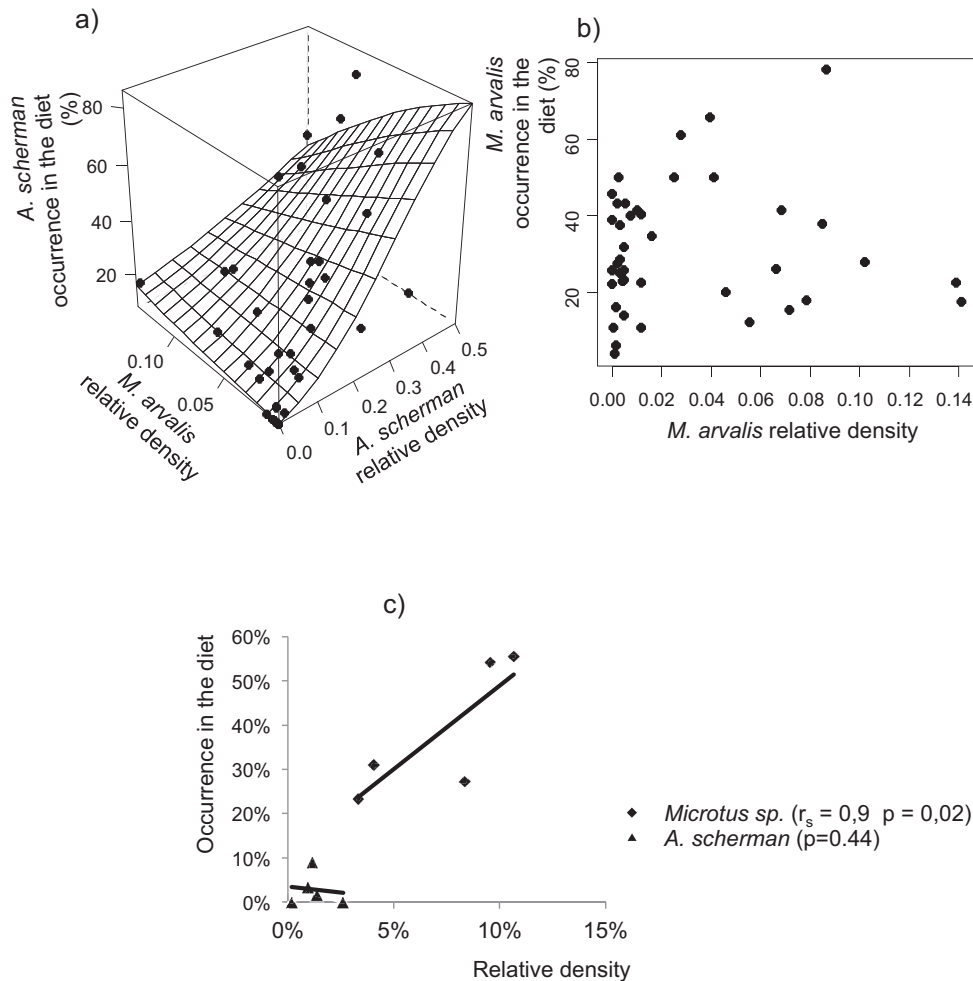 a)
A. scherman
occurrence in the diet
(%)
80
60
40
20
0.10
0.05
0.00
M. arvalis
relative density
0.0
0.1
0.2
0.3
0.4
0.5
A. scherman
relative density
b)
M. arvalis
occurrence in the
diet (%)
80
60
40
20
0.00 0.02 0.04 0.06 0.08 0.10 0.12 0.14
M. arvalis relative density
c)
Occurrence in the diet
60%
50%
40%
30%
20%
10%
0%
0% 5% 10% 15%
Relative density
Microtus sp. (rs = 0,9 p = 0,02)
A. scherman (p=0.44)